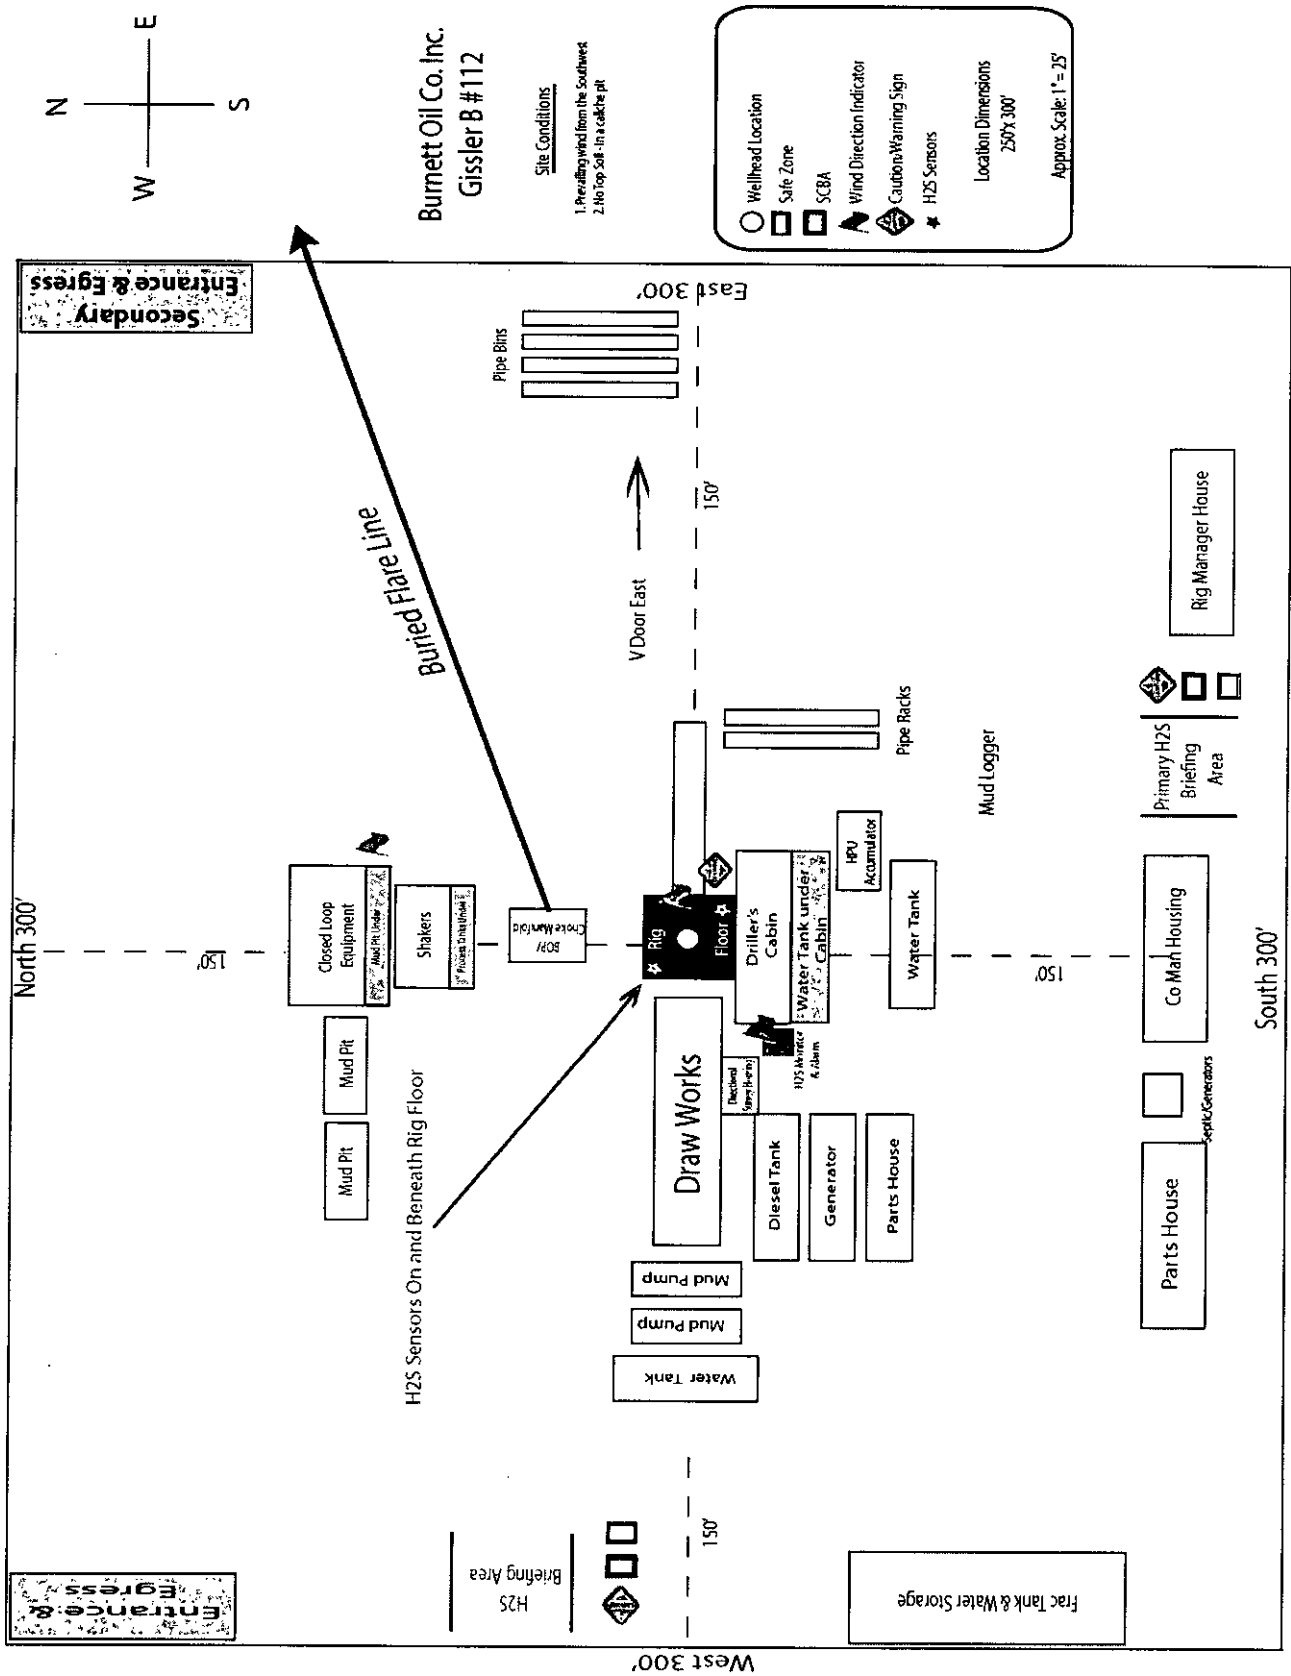 N
W
E
S
Burnett Oil Co. Inc.
Gissler B #112
Site Conditions
1. Prevailing wind from the Southwest
2. No Top Soil - In a caliche pit
Wellhead Location
Safe Zone
SCBA
Wind Direction Indicator
Caution/Warning Sign
H2S Sensors
Location Dimensions
250'x 300'
Approx. Scale: 1" = 25'
North 300'
Secondary
Entrance & Egress
Entrance &
Egress
150'
Closed Loop
Equipment
Mud Pit Under
Mud Pit
Mud Pit
Shakers
Process Tanks Under
BOP/
Choke Manifold
Buried Flare Line
H2S Sensors On and Beneath Rig Floor
Pipe Bins
East 300'
150'
V Door East
Rig
Floor
Driller's
Cabin
Water Tank under
Cabin
Draw Works
Directional
Survey Housing
H2S Monitor
& Alarm
Mud Pump
Mud Pump
Water Tank
Diesel Tank
Generator
Parts House
HPU
Accumulator
Water Tank
Pipe Racks
Mud Logger
H2S
Briefing Area
150'
West 300'
150'
Frac Tank & Water Storage
Parts House
Septic/Generators
Co Man Housing
Primary H2S
Briefing
Area
Rig Manager House
South 300'